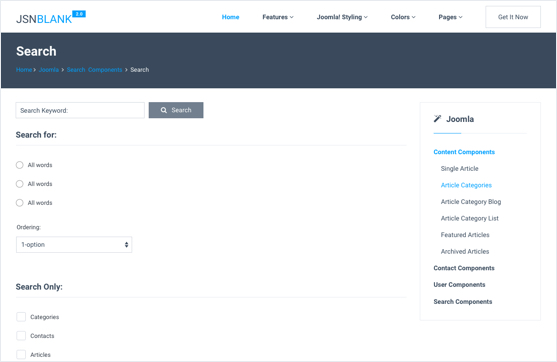 JSNBLANK 2.0
Home Features Joomla! Styling Colors Pages Get It Now
Search
Home Joomla Search Components Search
Search Keyword:
Search
Search for:
All words
All words
All words
Ordering:
1-option
Search Only:
Categories
Contacts
Articles
Joomla
Content Components
Single Article
Article Categories
Article Category Blog
Article Category List
Featured Articles
Archived Articles
Contact Components
User Components
Search Components